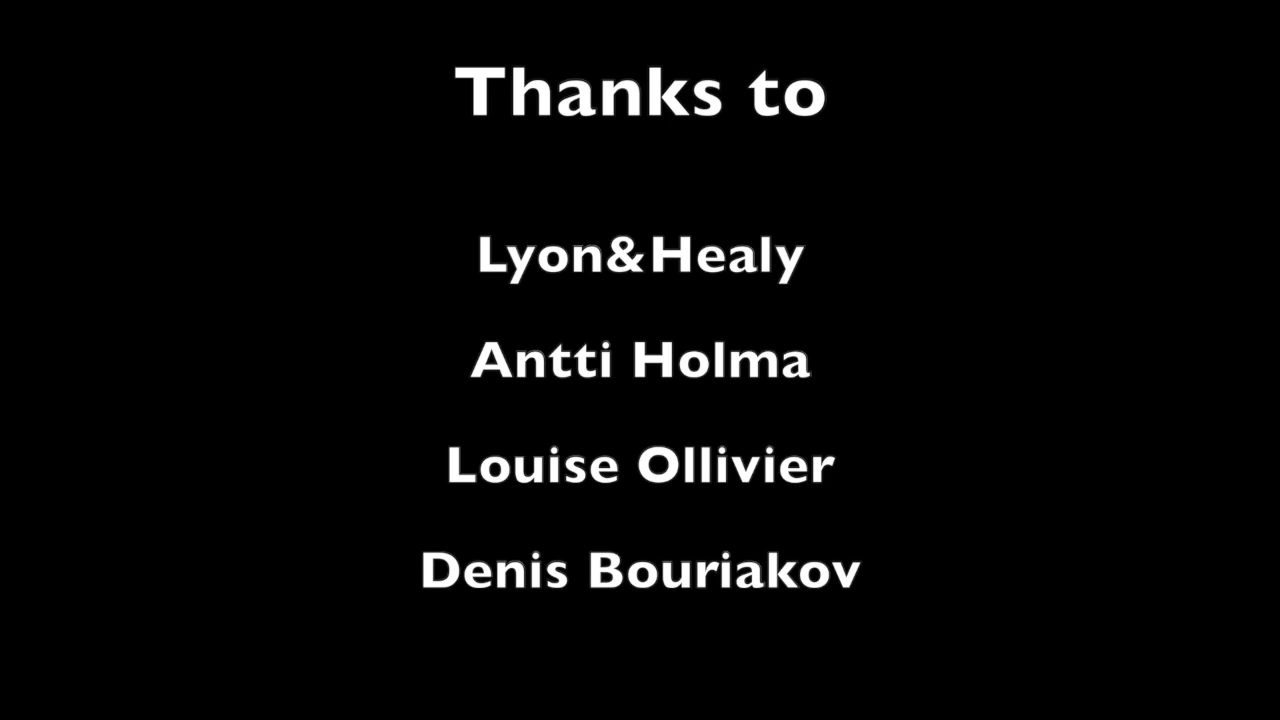 Thanks to
Lyon&Healy
Antti Holma
Louise Ollivier
Denis Bouriakov